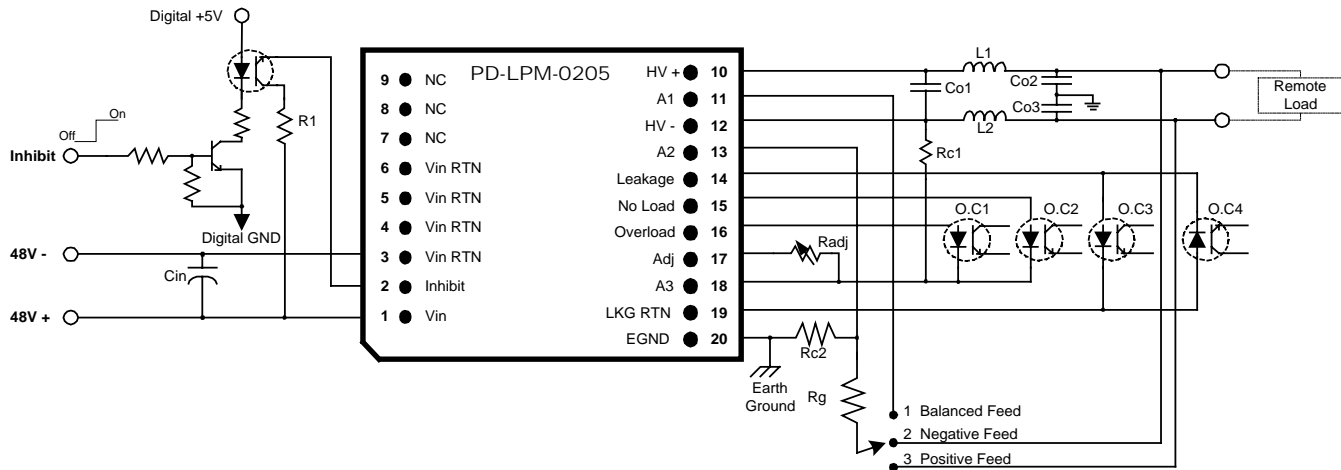 Digital +5V
On
Off
Inhibit
R1
Digital GND
48V -
Cin
48V +
PD-LPM-0205
9 NC
8 NC
7 NC
6 Vin RTN
5 Vin RTN
4 Vin RTN
3 Vin RTN
2 Inhibit
1 Vin
HV + 10
A1 11
HV - 12
A2 13
Leakage 14
No Load 15
Overload 16
Adj 17
A3 18
LKG RTN 19
EGND 20
L1
Co1
Co2
Co3
L2
Remote
Load
Rc1
O.C1
O.C2
O.C3
O.C4
Radj
Rc2
Earth
Ground
Rg
1 Balanced Feed
2 Negative Feed
3 Positive Feed